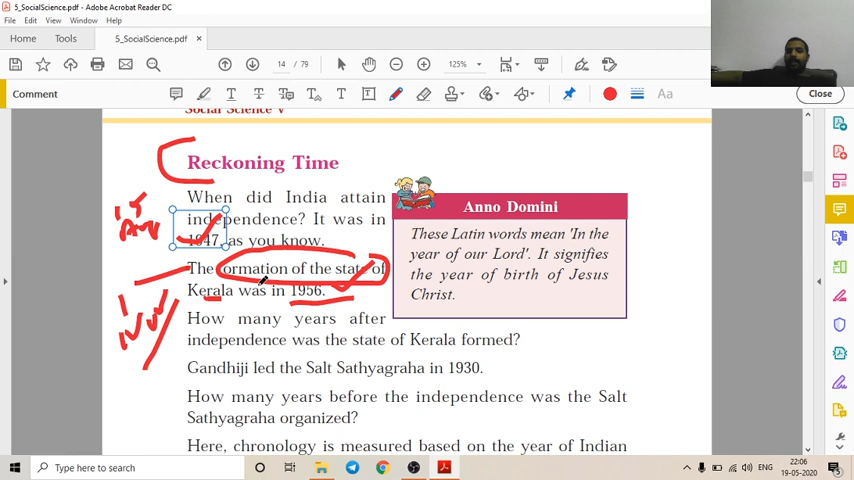 5_SocialScience.pdf - Adobe Acrobat Reader DC
File Edit View Window Help
Home Tools 5_SocialScience.pdf ×
14 / 79 125%
Comment Close
T T T T Aa
Social Science V
Reckoning Time
When did India attain
independence? It was in
1947, as you know.
The formation of the state of
Kerala was in 1956.
How many years after
independence was the state of Kerala formed?
Gandhiji led the Salt Sathyagraha in 1930.
How many years before the independence was the Salt
Sathyagraha organized?
Here, chronology is measured based on the year of Indian
Anno Domini
These Latin words mean 'In the
year of our Lord'. It signifies
the year of birth of Jesus
Christ.
15
Aug
1
Nov
Type here to search
ENG
22:06
19-05-2020
5